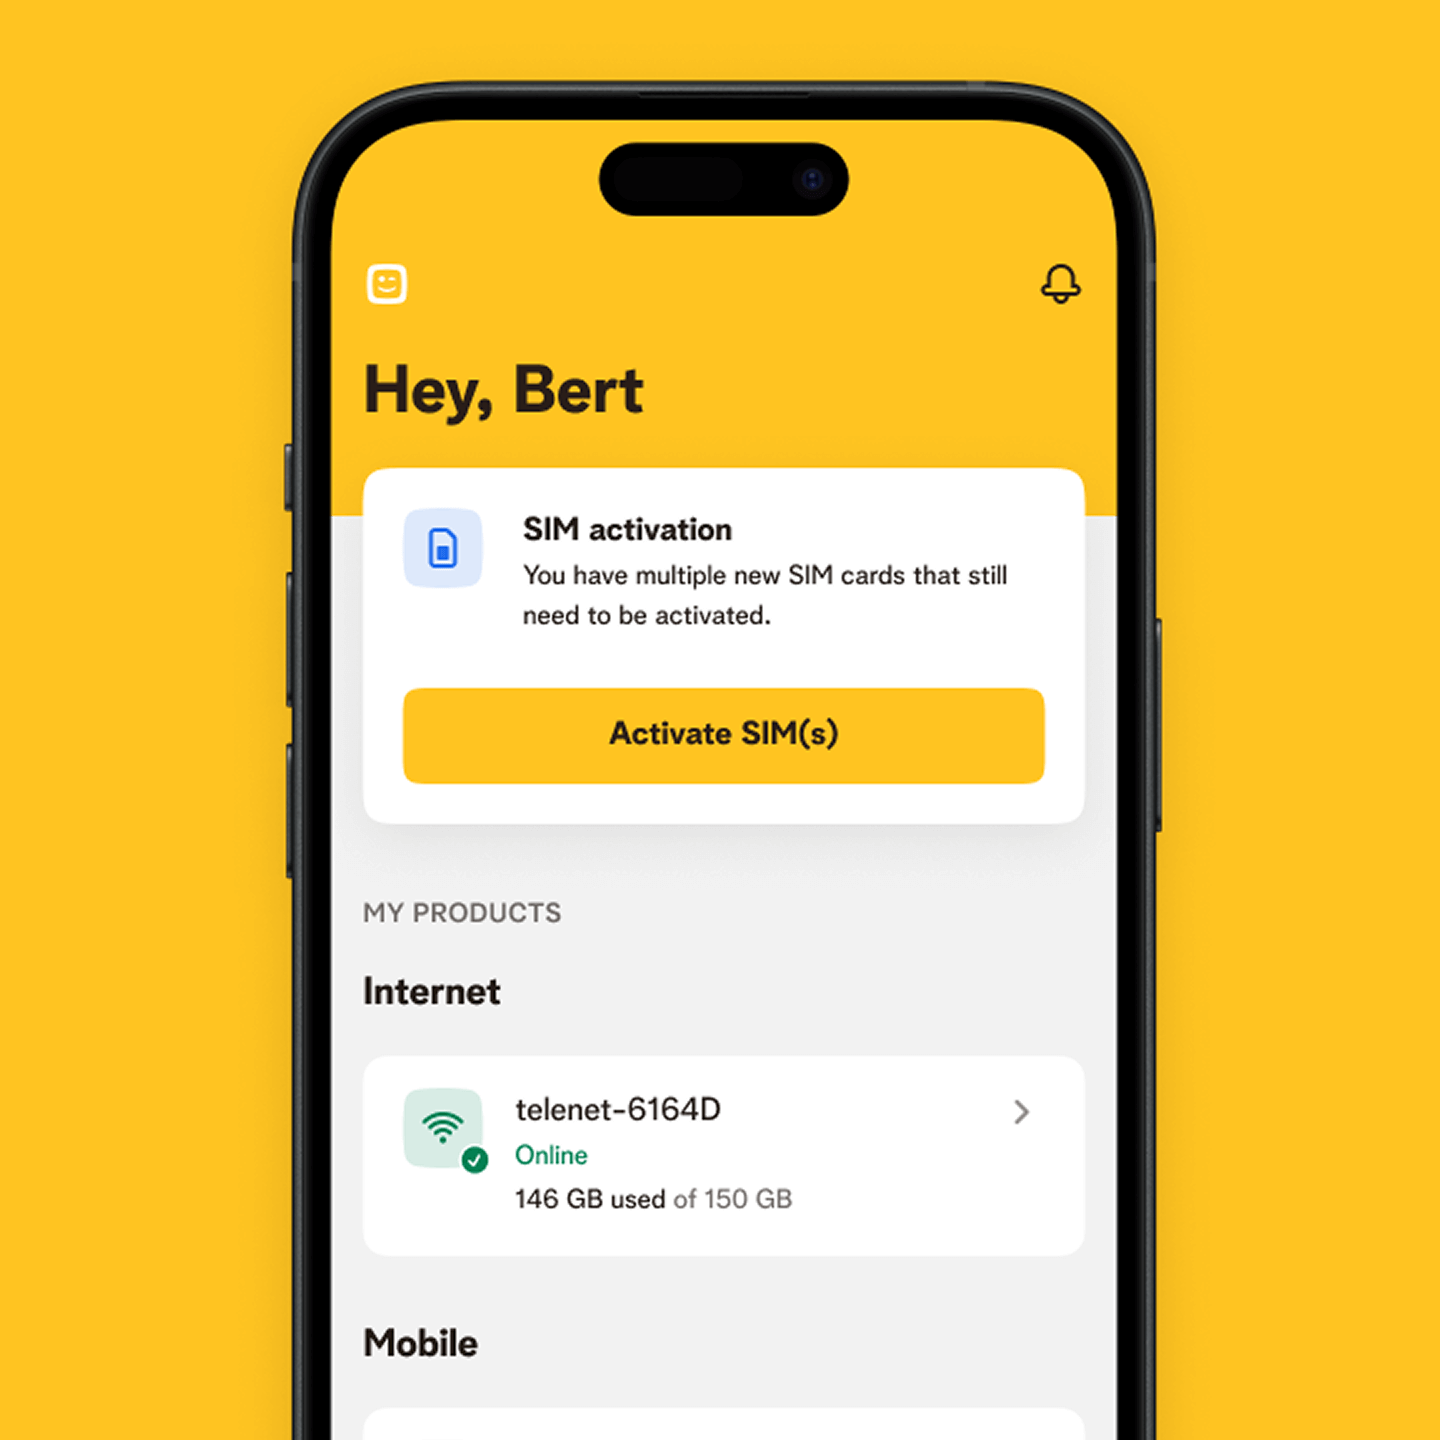 Hey, Bert
SIM activation
You have multiple new SIM cards that still
need to be activated.
Activate SIM(s)
MY PRODUCTS
Internet
telenet-6164D
Online
146 GB used of 150 GB
Mobile